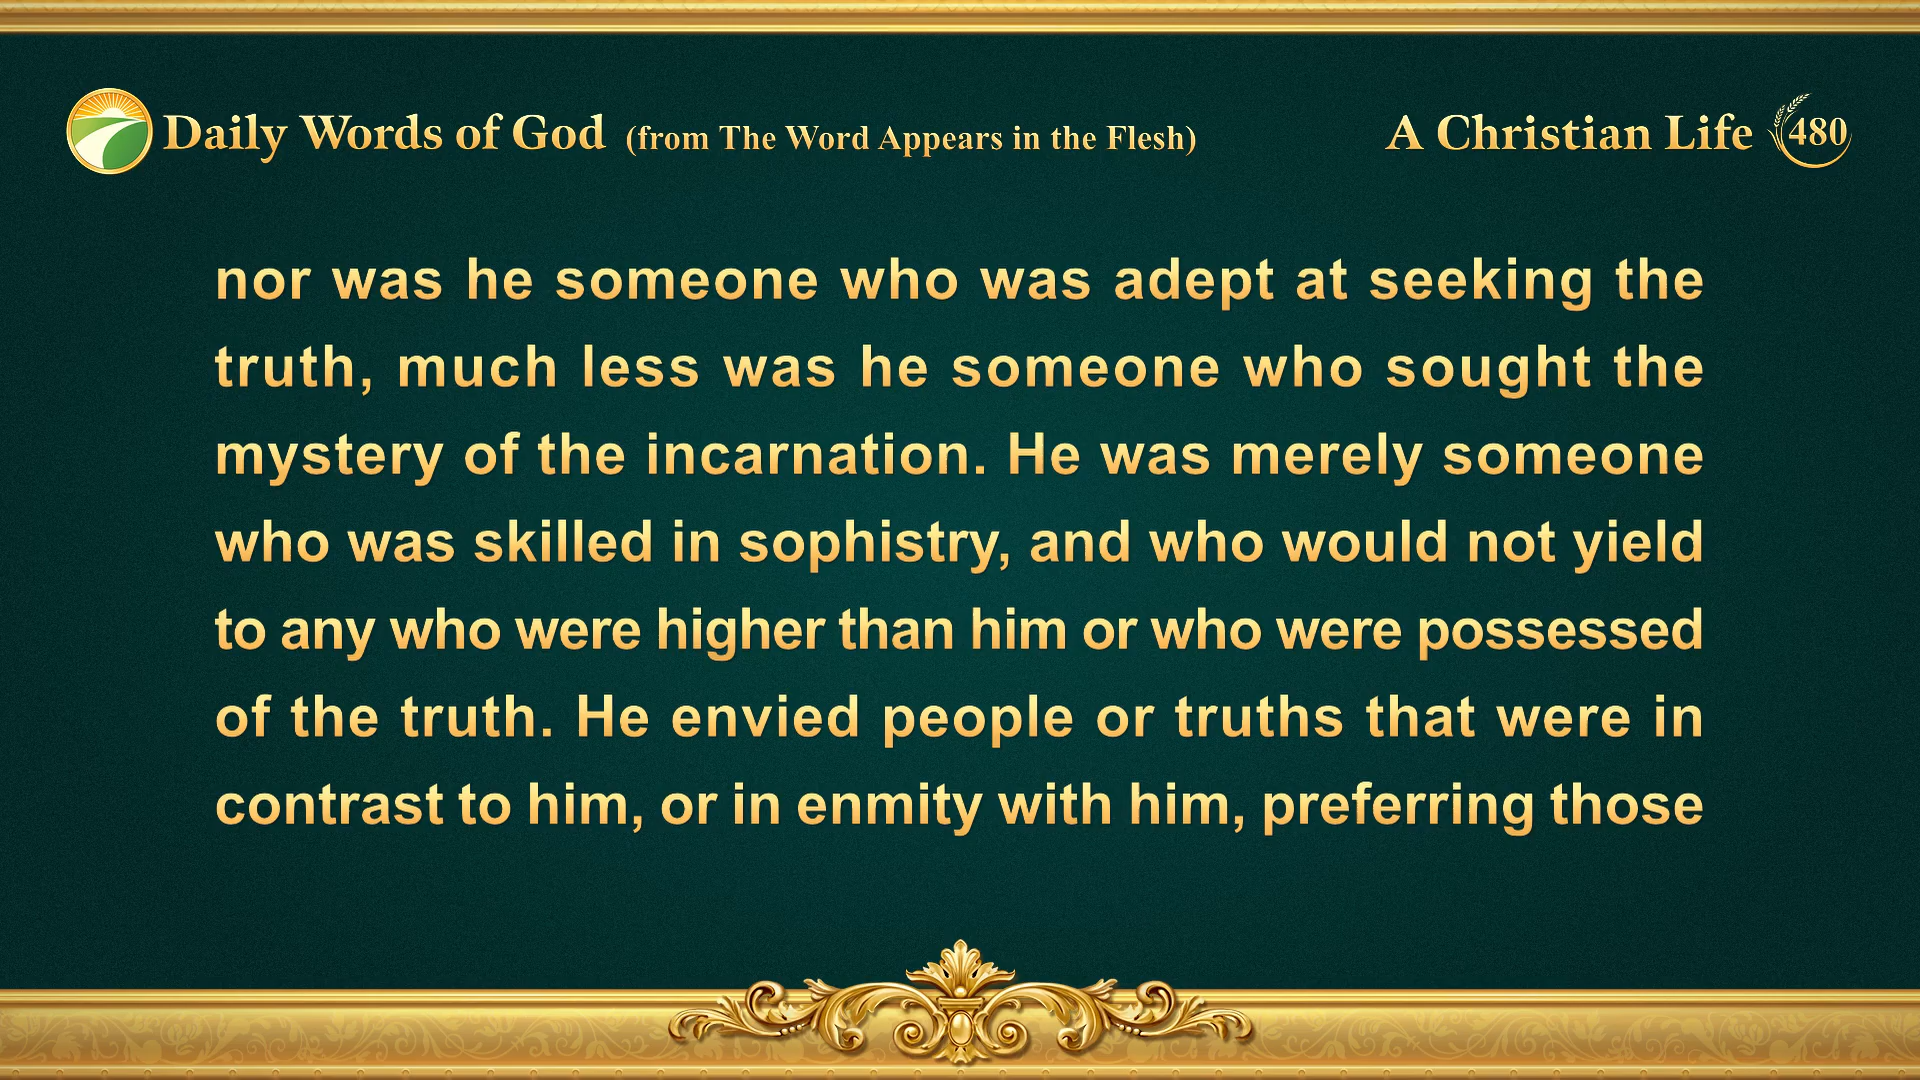 Daily Words of God (from The Word Appears in the Flesh)
A Christian Life 480
nor was he someone who was adept at seeking the
truth, much less was he someone who sought the
mystery of the incarnation. He was merely someone
who was skilled in sophistry, and who would not yield
to any who were higher than him or who were possessed
of the truth. He envied people or truths that were in
contrast to him, or in enmity with him, preferring those